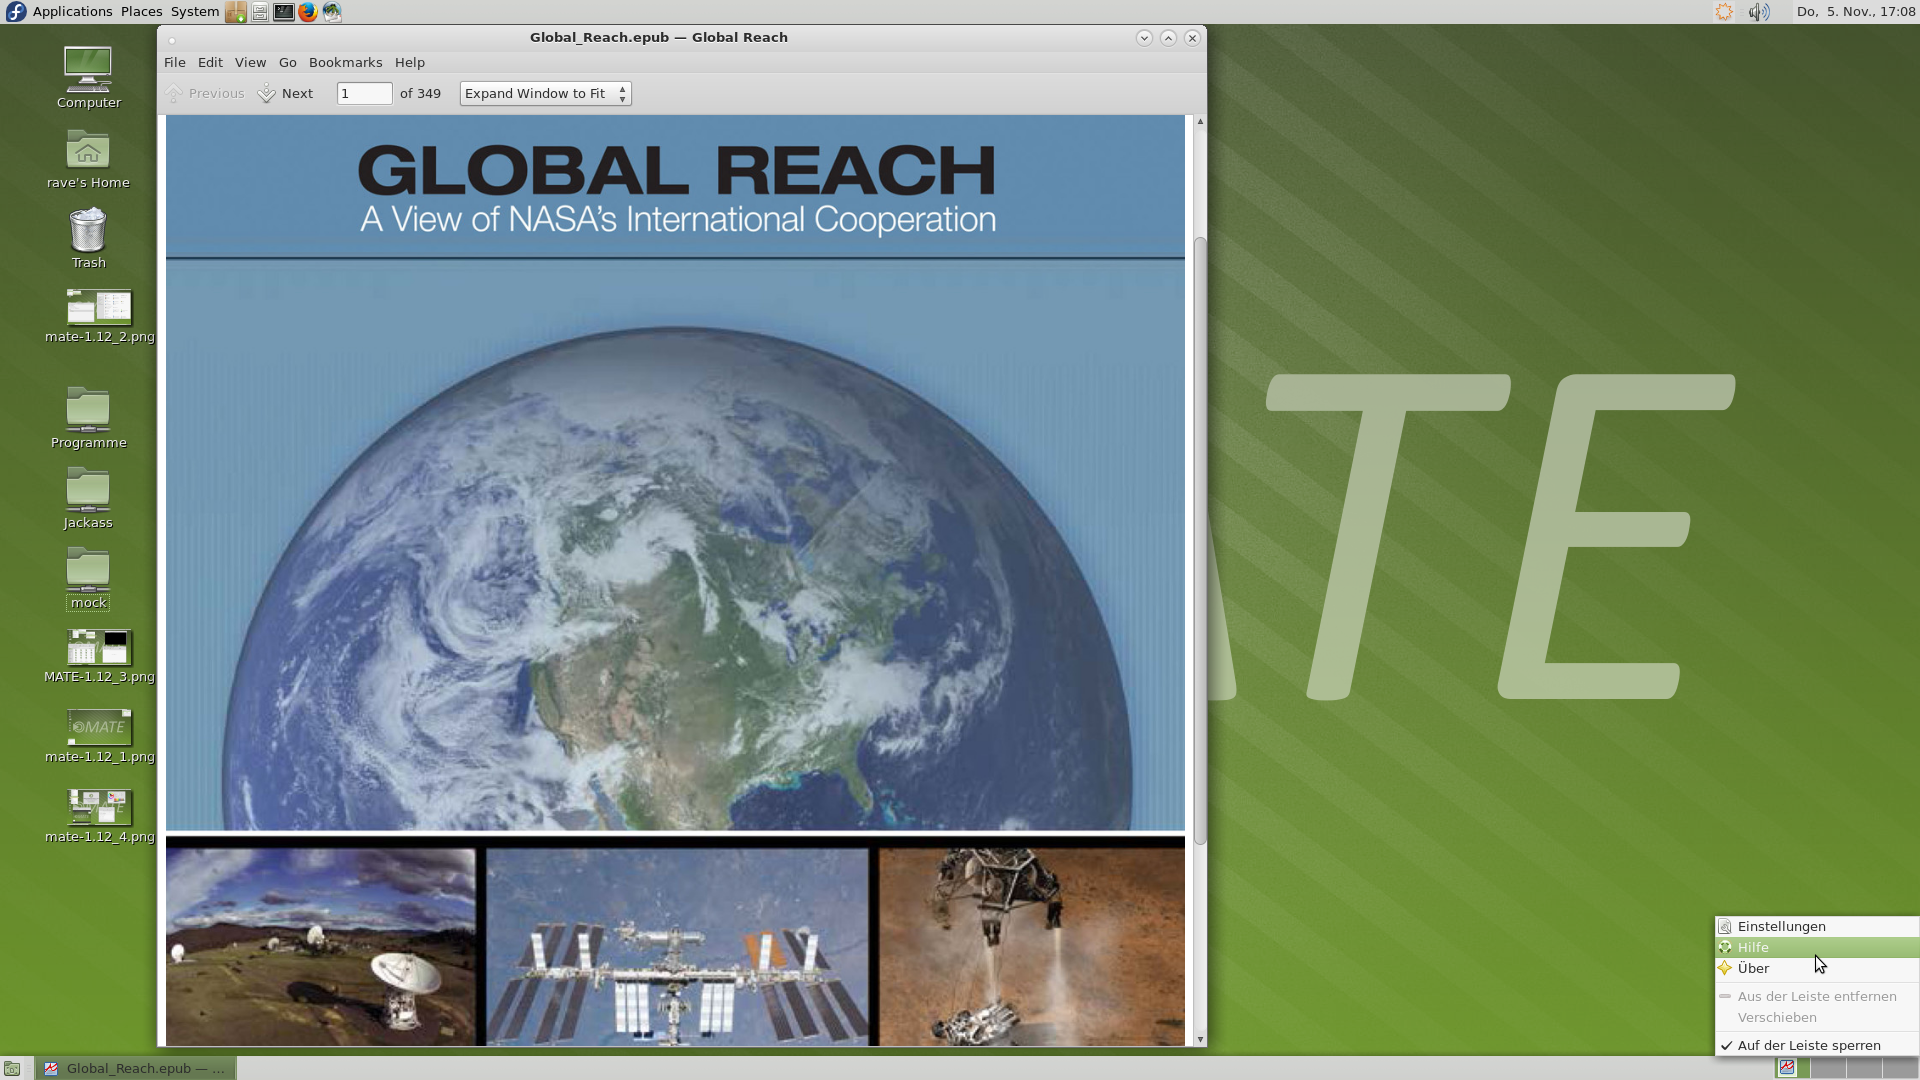 Applications Places System
Do, 5. Nov., 17:08
Global_Reach.epub — Global Reach
File Edit View Go Bookmarks Help
Previous Next 1 of 349 Expand Window to Fit
GLOBAL REACH
A View of NASA's International Cooperation
Computer
rave's Home
Trash
mate-1.12_2.png
Programme
Jackass
mock
MATE-1.12_3.png
mate-1.12_1.png
mate-1.12_4.png
ATE
MATE
Einstellungen
Hilfe
Über
Aus der Leiste entfernen
Verschieben
Auf der Leiste sperren
Global_Reach.epub — ...